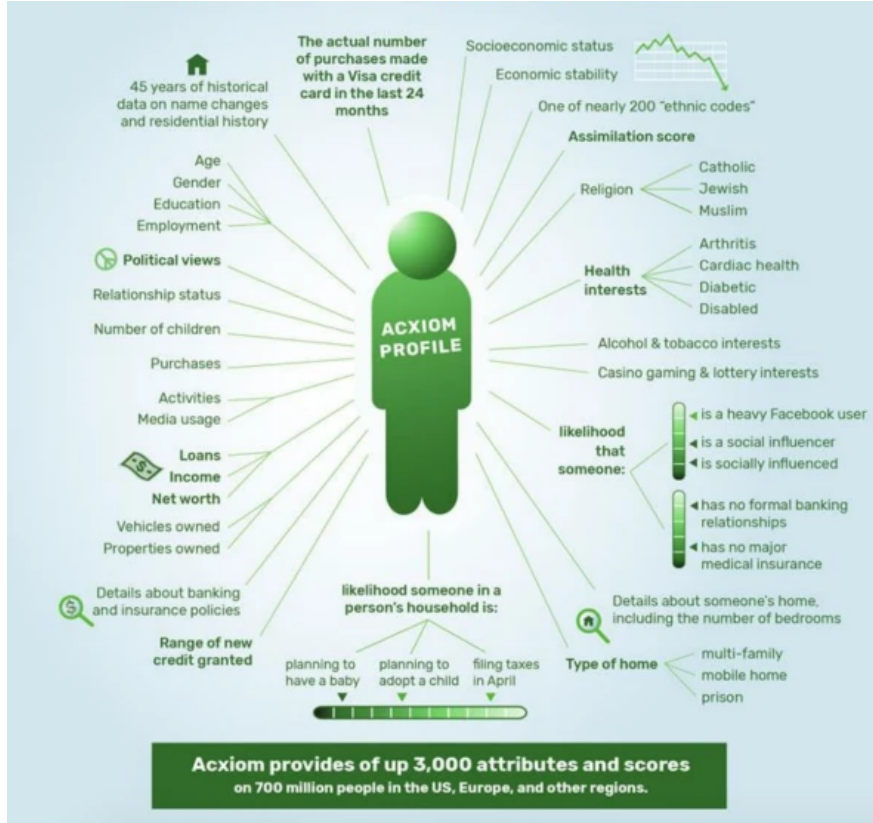 The actual number
of purchases made
with a Visa credit
card in the last 24
months
45 years of historical
data on name changes
and residential history
Age
Gender
Education
Employment
Political views
Relationship status
Number of children
Purchases
Activities
Media usage
Loans
Income
Net worth
Vehicles owned
Properties owned
Details about banking
and insurance policies
Range of new
credit granted
Socioeconomic status
Economic stability
One of nearly 200 “ethnic codes”
Assimilation score
Religion
Catholic
Jewish
Muslim
Health
interests
Arthritis
Cardiac health
Diabetic
Disabled
Alcohol & tobacco interests
Casino gaming & lottery interests
likelihood
that
someone:
is a heavy Facebook user
is a social influencer
is socially influenced
has no formal banking
relationships
has no major
medical insurance
Details about someone's home,
including the number of bedrooms
Type of home
multi-family
mobile home
prison
ACXIOM
PROFILE
likelihood someone in a
person's household is:
planning to
have a baby
planning to
adopt a child
filing taxes
in April
Acxiom provides of up 3,000 attributes and scores
on 700 million people in the US, Europe, and other regions.